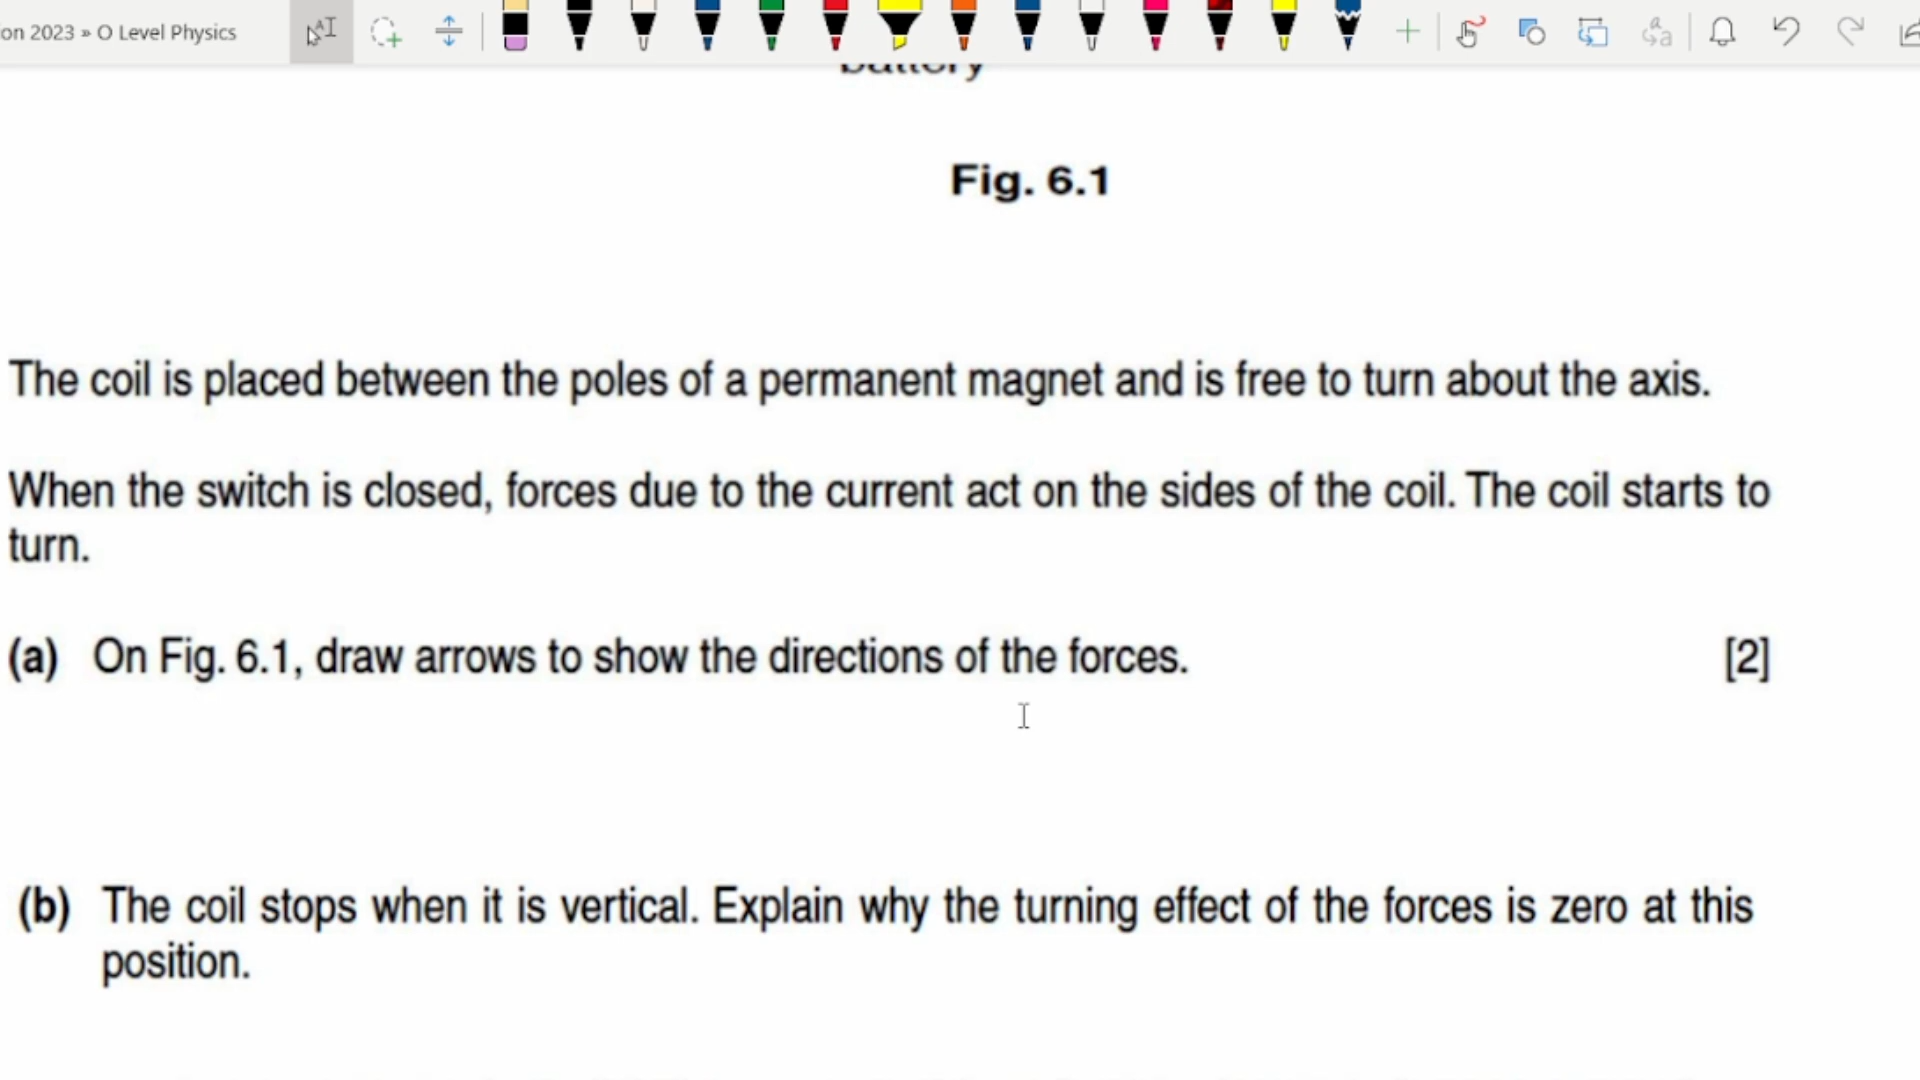 on 2023 » O Level Physics
battery
Fig. 6.1
The coil is placed between the poles of a permanent magnet and is free to turn about the axis.
When the switch is closed, forces due to the current act on the sides of the coil. The coil starts to
turn.
(a) On Fig. 6.1, draw arrows to show the directions of the forces. [2]
(b) The coil stops when it is vertical. Explain why the turning effect of the forces is zero at this
position.